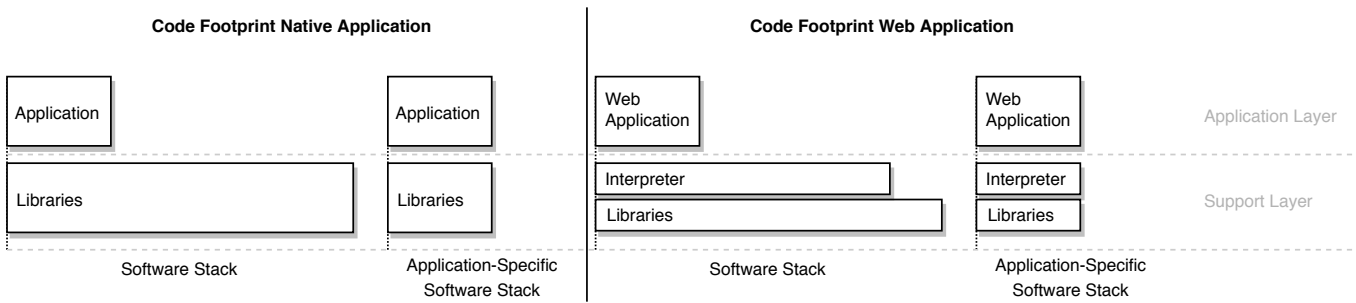 Code Footprint Native Application
Code Footprint Web Application
Application
Application
Web
Application
Web
Application
Application Layer
Libraries
Libraries
Interpreter
Libraries
Interpreter
Libraries
Support Layer
Software Stack
Application-Specific
Software Stack
Software Stack
Application-Specific
Software Stack